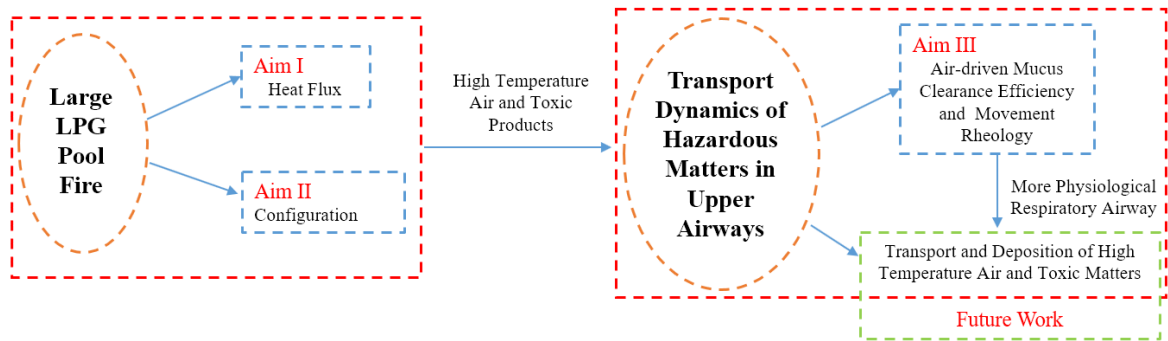 Large
LPG
Pool
Fire
Aim I
Heat Flux
Aim II
Configuration
High Temperature
Air and Toxic
Products
Transport
Dynamics of
Hazardous
Matters in
Upper
Airways
Aim III
Air-driven Mucus
Clearance Efficiency
and Movement
Rheology
More Physiological
Respiratory Airway
Transport and Deposition of High
Temperature Air and Toxic Matters
Future Work